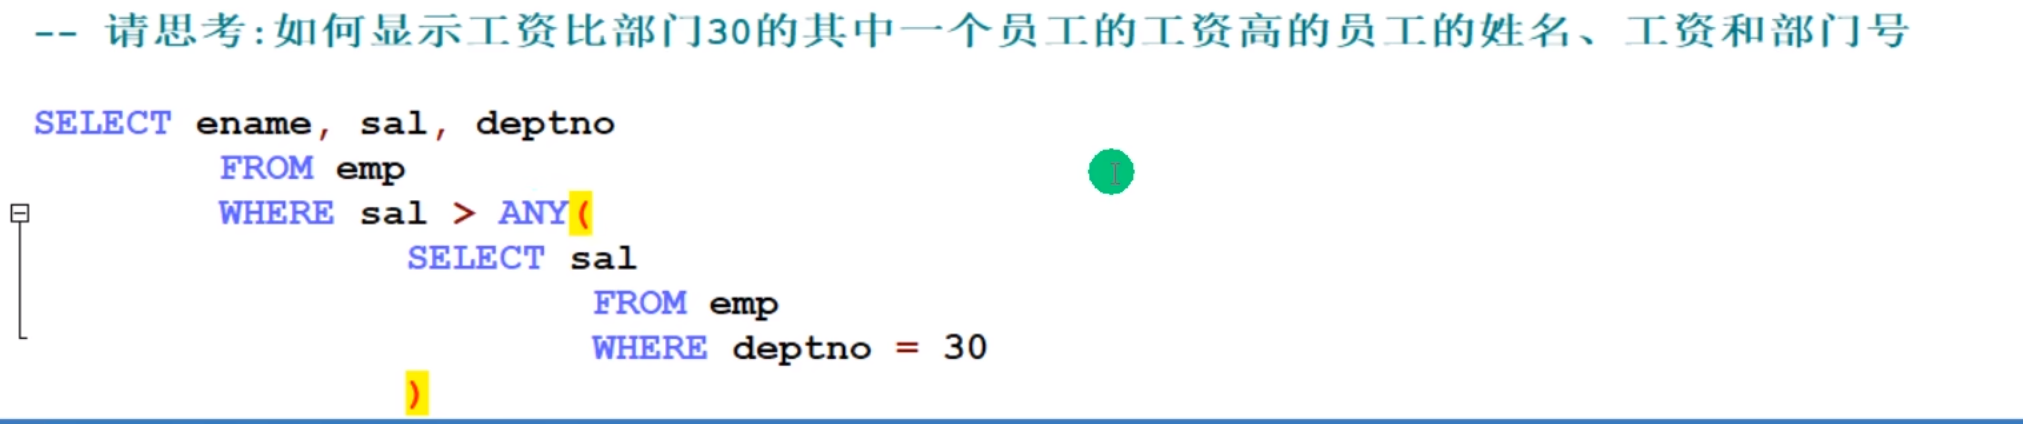 -- 请思考:如何显示工资比部门30的其中一个员工的工资高的员工的姓名、工资和部门号
SELECT ename, sal, deptno
FROM emp
WHERE sal > ANY(
SELECT sal
FROM emp
WHERE deptno = 30
)